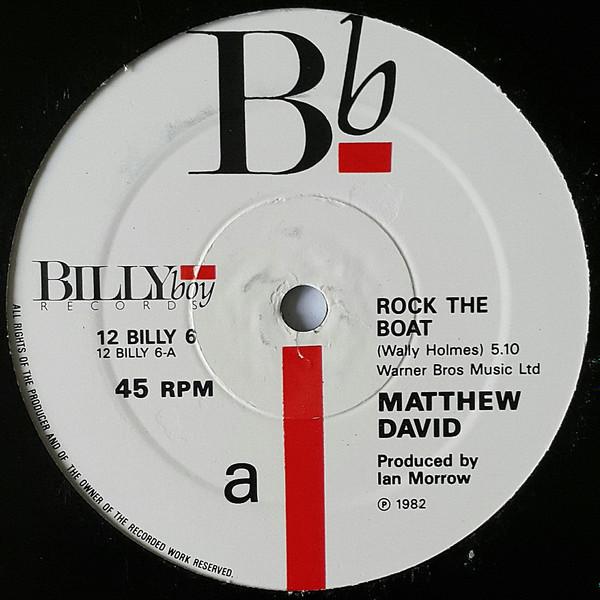 Bb
BILLYboy
RECORDS
12 BILLY 6
12 BILLY 6-A
45 RPM
a
ROCK THE
BOAT
(Wally Holmes) 5.10
Warner Bros Music Ltd
MATTHEW
DAVID
Produced by
Ian Morrow
℗ 1982
ALL RIGHTS OF THE PRODUCER AND OF THE OWNER OF THE RECORDED WORK RESERVED.